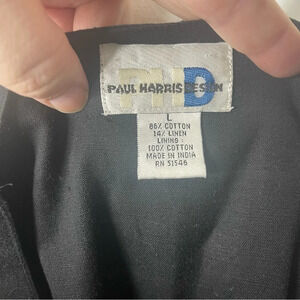 PHD
PAUL HARRIS DESIGN
L
86% COTTON
14% LINEN
LINING:
100% COTTON
MADE IN INDIA
RN 51546